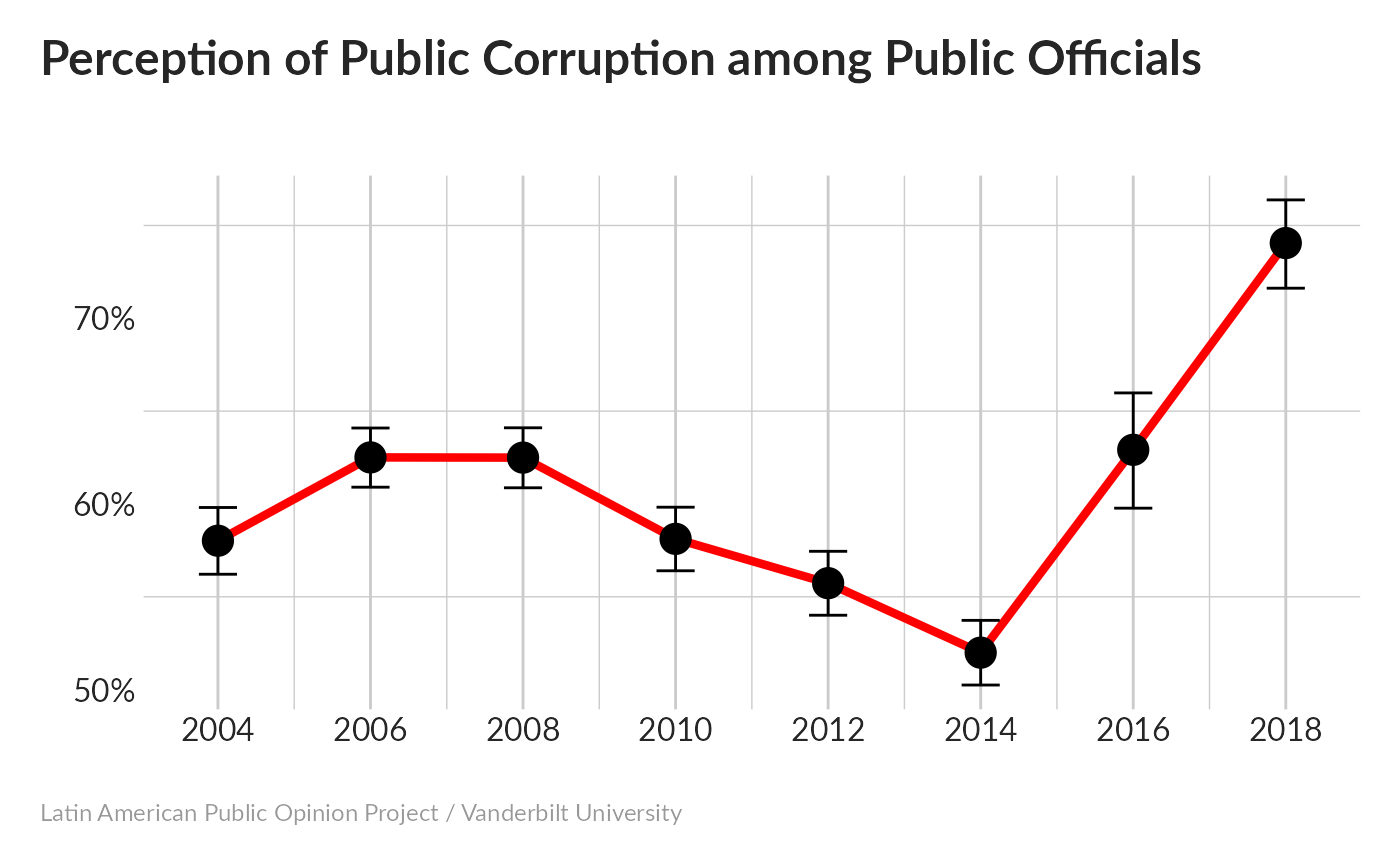 Perception of Public Corruption among Public Officials
70%
60%
50%
2004 2006 2008 2010 2012 2014 2016 2018
Latin American Public Opinion Project / Vanderbilt University